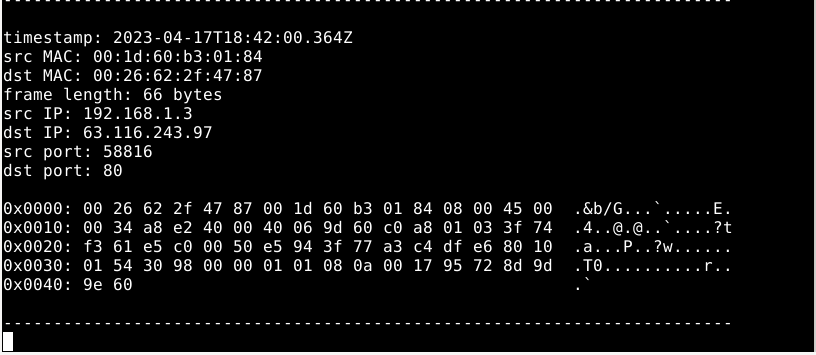 --------------------------------------------------------------------------
timestamp: 2023-04-17T18:42:00.364Z
src MAC: 00:1d:60:b3:01:84
dst MAC: 00:26:62:2f:47:87
frame length: 66 bytes
src IP: 192.168.1.3
dst IP: 63.116.243.97
src port: 58816
dst port: 80
0x0000: 00 26 62 2f 47 87 00 1d 60 b3 01 84 08 00 45 00  .&b/G...`.....E.
0x0010: 00 34 a8 e2 40 00 40 06 9d 60 c0 a8 01 03 3f 74  .4..@.@..`....?t
0x0020: f3 61 e5 c0 00 50 e5 94 3f 77 a3 c4 df e6 80 10  .a...P..?w......
0x0030: 01 54 30 98 00 00 01 01 08 0a 00 17 95 72 8d 9d  .T0..........r..
0x0040: 9e 60                                            .`
--------------------------------------------------------------------------